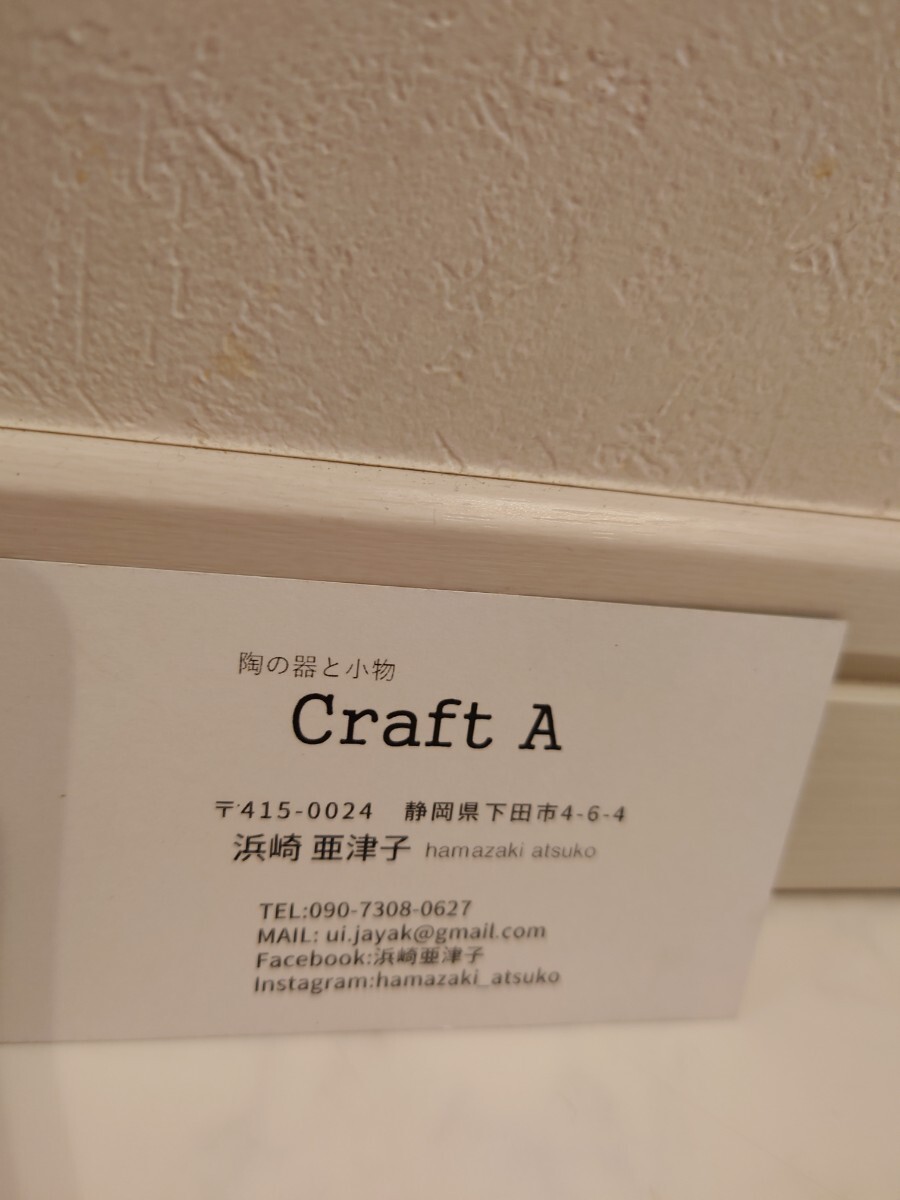 陶の器と小物
Craft A
〒415-0024 静岡県下田市4-6-4
浜崎 亜津子 hamazaki atsuko
TEL:090-7308-0627
MAIL: ui.jayak@gmail.com
Facebook:浜崎亜津子
Instagram:hamazaki_atsuko